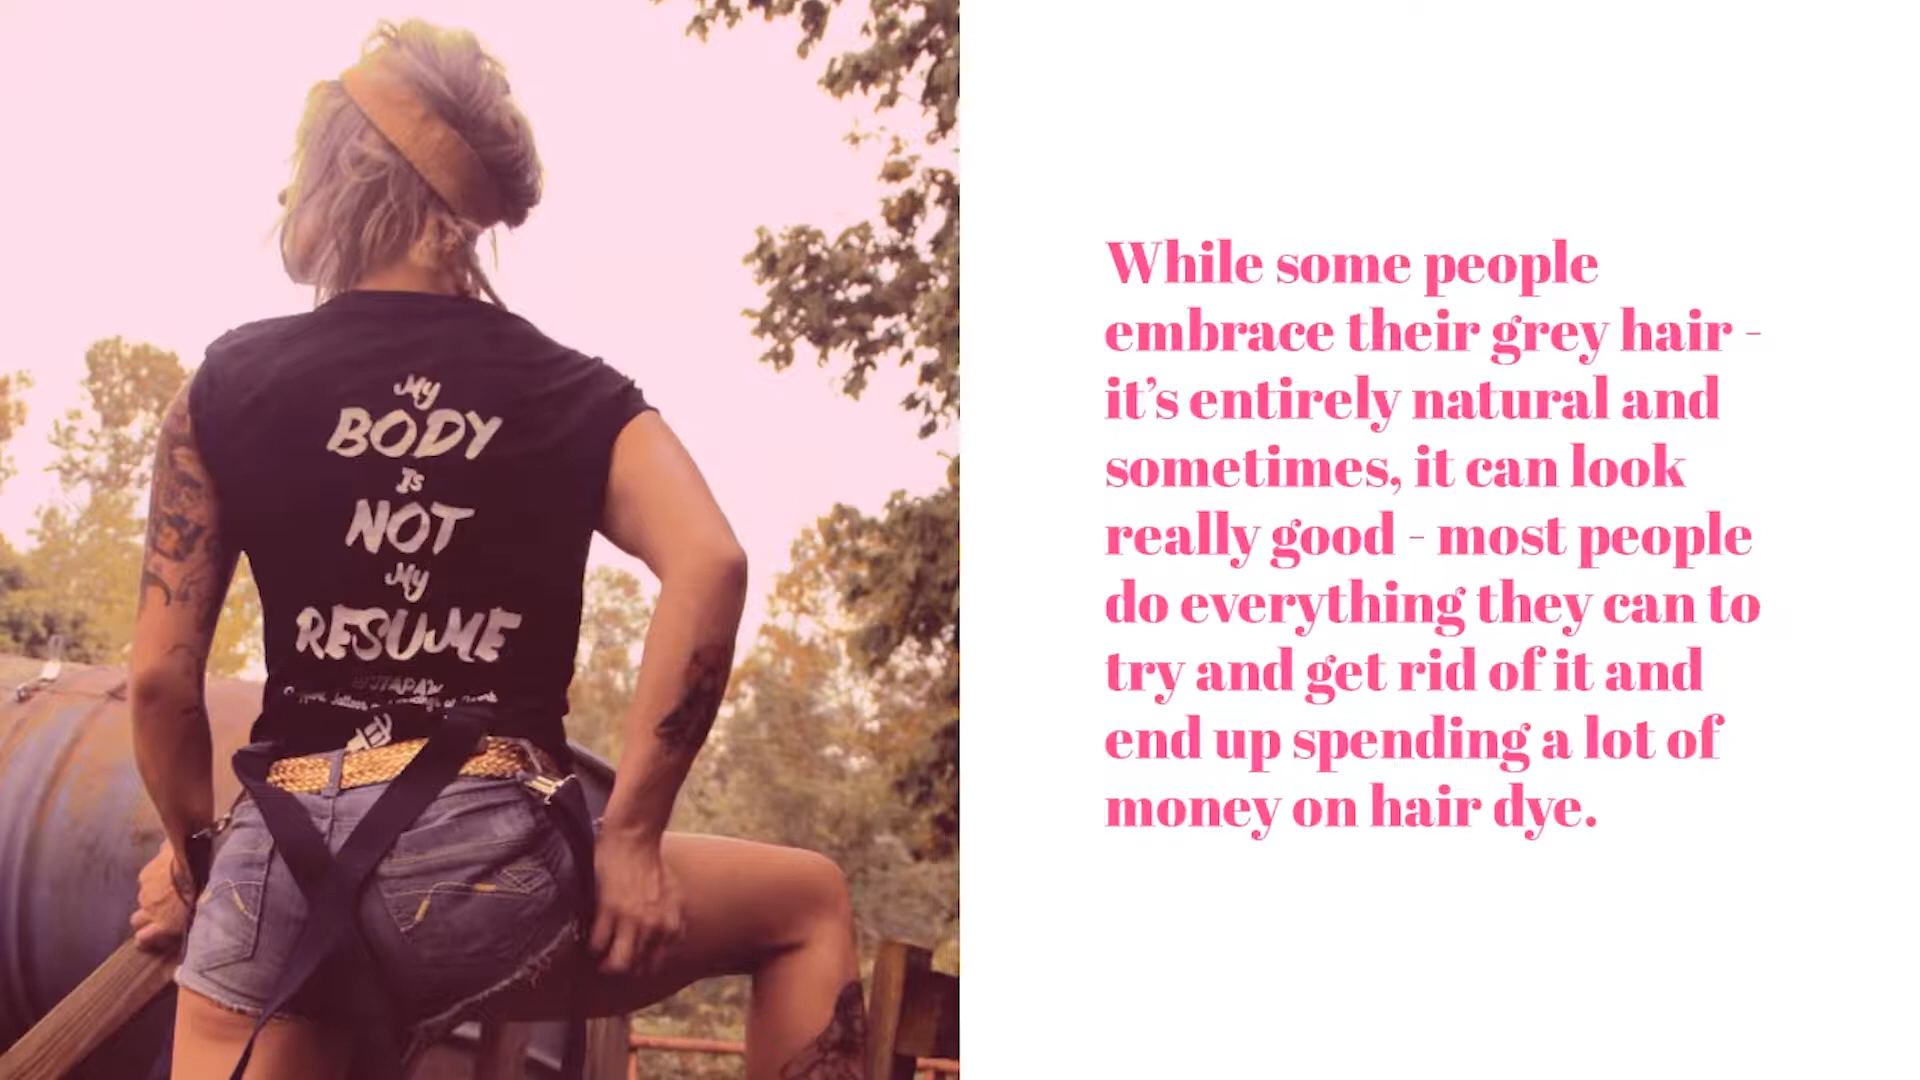 My
BODY
Is
NOT
My
RESUME
While some people
embrace their grey hair -
it's entirely natural and
sometimes, it can look
really good - most people
do everything they can to
try and get rid of it and
end up spending a lot of
money on hair dye.